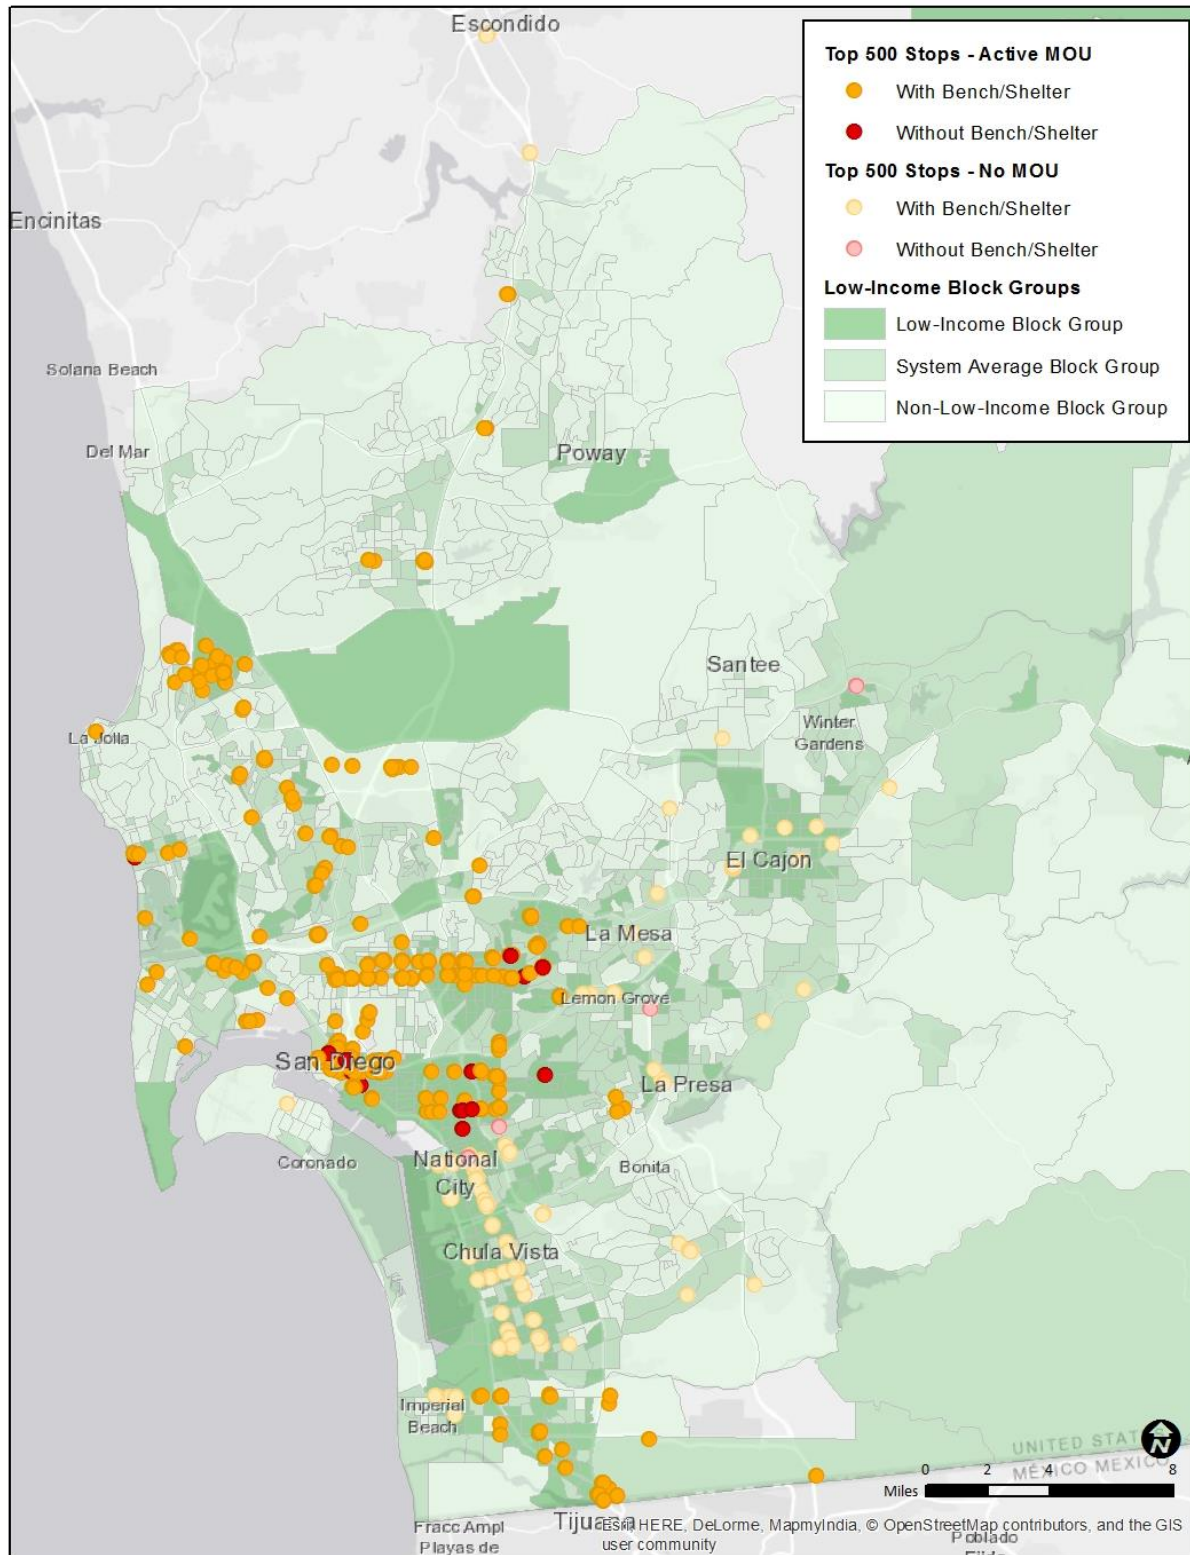 Escondido
Top 500 Stops - Active MOU
With Bench/Shelter
Without Bench/Shelter
Top 500 Stops - No MOU
With Bench/Shelter
Without Bench/Shelter
Low-Income Block Groups
Low-Income Block Group
System Average Block Group
Non-Low-Income Block Group
Encinitas
Solana Beach
Del Mar
Poway
Santee
Winter
Gardens
La Jolla
El Cajon
La Mesa
Lemon Grove
San Diego
La Presa
Coronado
National
City
Bonita
Chula Vista
Imperial
Beach
N
UNITED STATES
MÉXICO MEXICO
0 2 4 8
Miles
Tijuana
Esri, HERE, DeLorme, MapmyIndia, © OpenStreetMap contributors, and the GIS
user community
Fracc Ampl
Playas de
Poblado